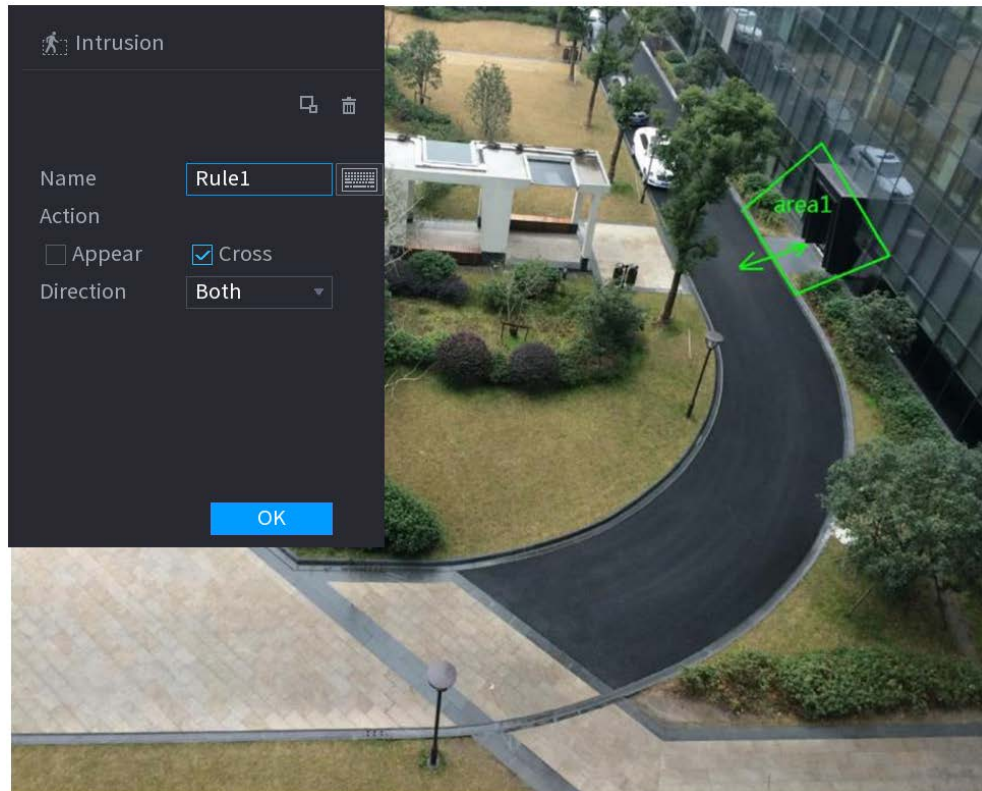 Intrusion
Name Rule1
Action
Appear Cross
Direction Both
OK
area1